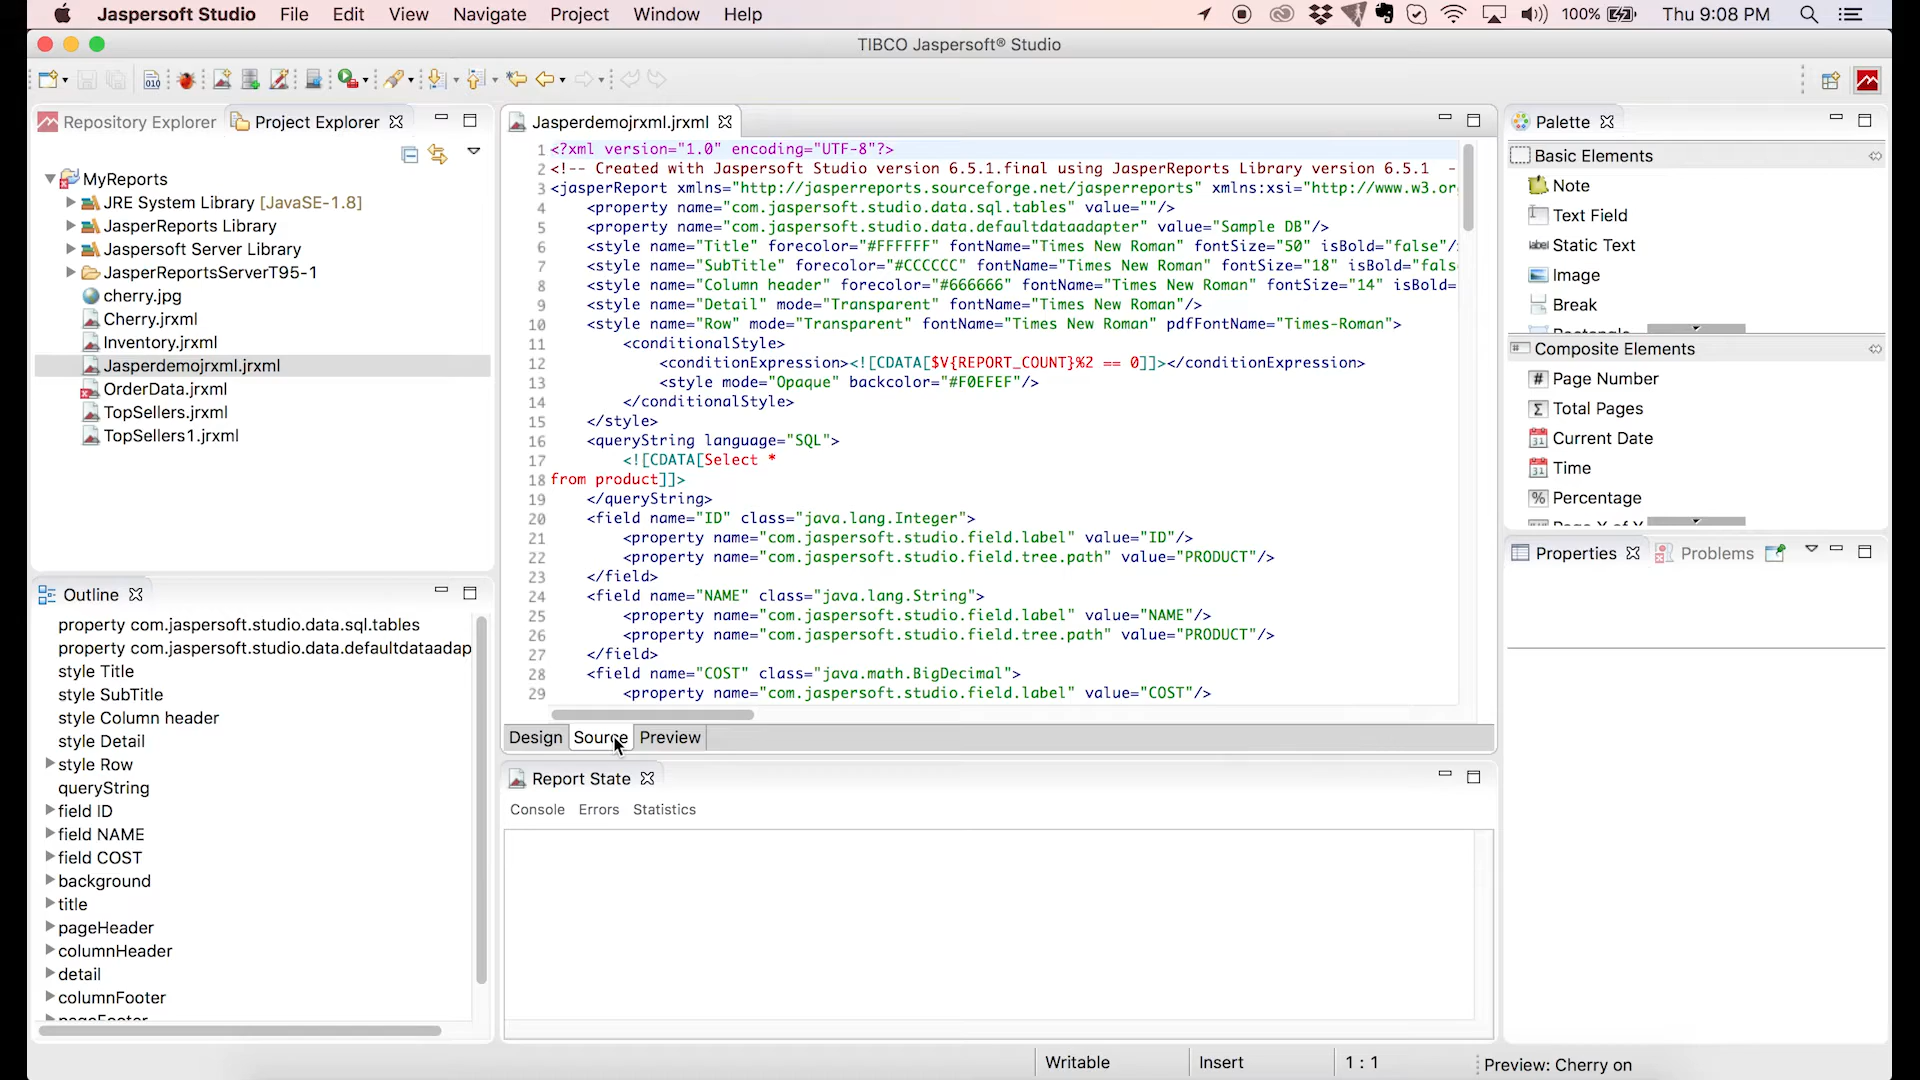 Jaspersoft Studio File Edit View Navigate Project Window Help 100% Thu 9:08 PM
TIBCO Jaspersoft® Studio
Repository Explorer Project Explorer
MyReports
JRE System Library [JavaSE-1.8]
JasperReports Library
Jaspersoft Server Library
JasperReportsServerT95-1
cherry.jpg
Cherry.jrxml
Inventory.jrxml
Jasperdemojrxml.jrxml
OrderData.jrxml
TopSellers.jrxml
TopSellers1.jrxml
Outline
property com.jaspersoft.studio.data.sql.tables
property com.jaspersoft.studio.data.defaultdataadap
style Title
style SubTitle
style Column header
style Detail
style Row
queryString
field ID
field NAME
field COST
background
title
pageHeader
columnHeader
detail
columnFooter
pageFooter
Jasperdemojrxml.jrxml
1 <?xml version="1.0" encoding="UTF-8"?>
2 <!-- Created with Jaspersoft Studio version 6.5.1.final using JasperReports Library version 6.5.1 -
3 <jasperReport xmlns="http://jasperreports.sourceforge.net/jasperreports" xmlns:xsi="http://www.w3.or
4 <property name="com.jaspersoft.studio.data.sql.tables" value=""/>
5 <property name="com.jaspersoft.studio.data.defaultdataadapter" value="Sample DB"/>
6 <style name="Title" forecolor="#FFFFFF" fontName="Times New Roman" fontSize="50" isBold="false"/
7 <style name="SubTitle" forecolor="#CCCCCC" fontName="Times New Roman" fontSize="18" isBold="fals
8 <style name="Column header" forecolor="#666666" fontName="Times New Roman" fontSize="14" isBold=
9 <style name="Detail" mode="Transparent" fontName="Times New Roman"/>
10 <style name="Row" mode="Transparent" fontName="Times New Roman" pdfFontName="Times-Roman">
11 <conditionalStyle>
12 <conditionExpression><![CDATA[$V{REPORT_COUNT}%2 == 0]]></conditionExpression>
13 <style mode="Opaque" backcolor="#F0EFEF"/>
14 </conditionalStyle>
15 </style>
16 <queryString language="SQL">
17 <![CDATA[Select *
18 from product]]>
19 </queryString>
20 <field name="ID" class="java.lang.Integer">
21 <property name="com.jaspersoft.studio.field.label" value="ID"/>
22 <property name="com.jaspersoft.studio.field.tree.path" value="PRODUCT"/>
23 </field>
24 <field name="NAME" class="java.lang.String">
25 <property name="com.jaspersoft.studio.field.label" value="NAME"/>
26 <property name="com.jaspersoft.studio.field.tree.path" value="PRODUCT"/>
27 </field>
28 <field name="COST" class="java.math.BigDecimal">
29 <property name="com.jaspersoft.studio.field.label" value="COST"/>
Design Source Preview
Report State
Console Errors Statistics
Palette
Basic Elements
Note
Text Field
Static Text
Image
Break
Rectangle
Composite Elements
Page Number
Total Pages
Current Date
Time
Percentage
Page X of Y
Properties Problems
Writable Insert 1 : 1 Preview: Cherry on